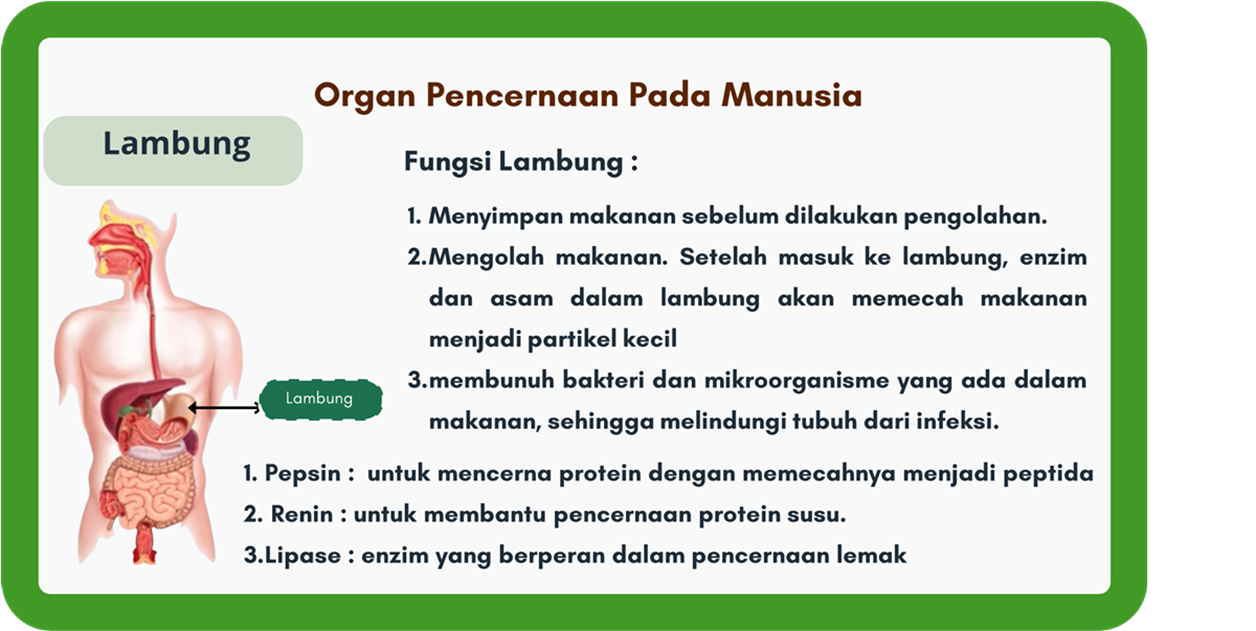 Organ Pencernaan Pada Manusia
Lambung
Fungsi Lambung :
1. Menyimpan makanan sebelum dilakukan pengolahan.
2.Mengolah makanan. Setelah masuk ke lambung, enzim
dan asam dalam lambung akan memecah makanan
menjadi partikel kecil
3.membunuh bakteri dan mikroorganisme yang ada dalam
makanan, sehingga melindungi tubuh dari infeksi.
Lambung
1. Pepsin : untuk mencerna protein dengan memecahnya menjadi peptida
2. Renin : untuk membantu pencernaan protein susu.
3.Lipase : enzim yang berperan dalam pencernaan lemak